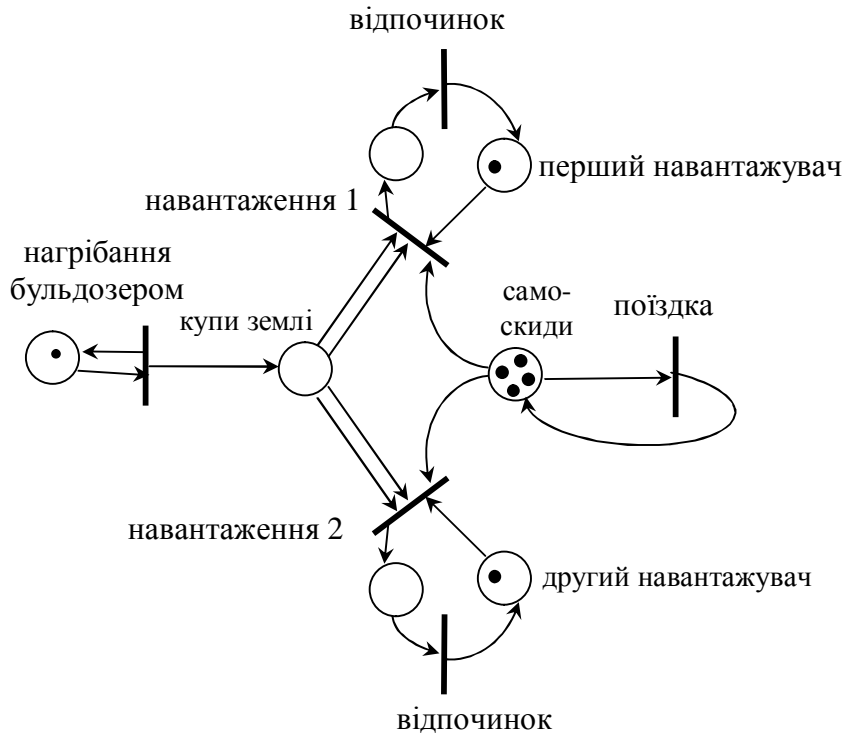 відпочинок
перший навантажувач
навантаження 1
нагрібання
бульдозером
купи землі
само-
скиди
поїздка
навантаження 2
другий навантажувач
відпочинок